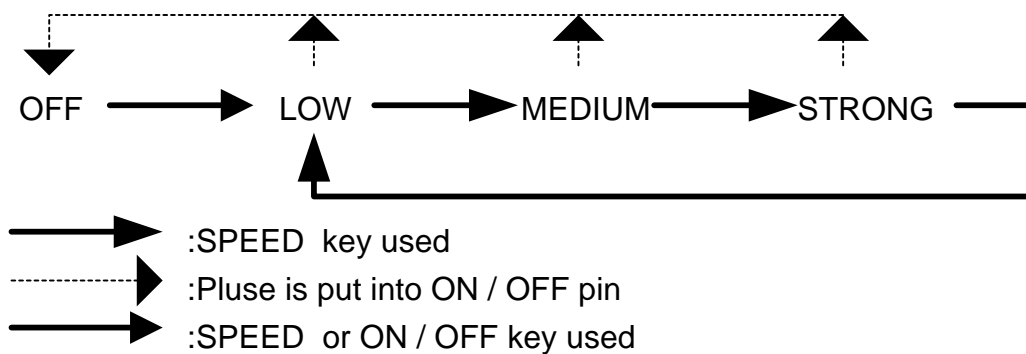 OFF LOW MEDIUM STRONG
:SPEED key used
:Pluse is put into ON / OFF pin
:SPEED or ON / OFF key used